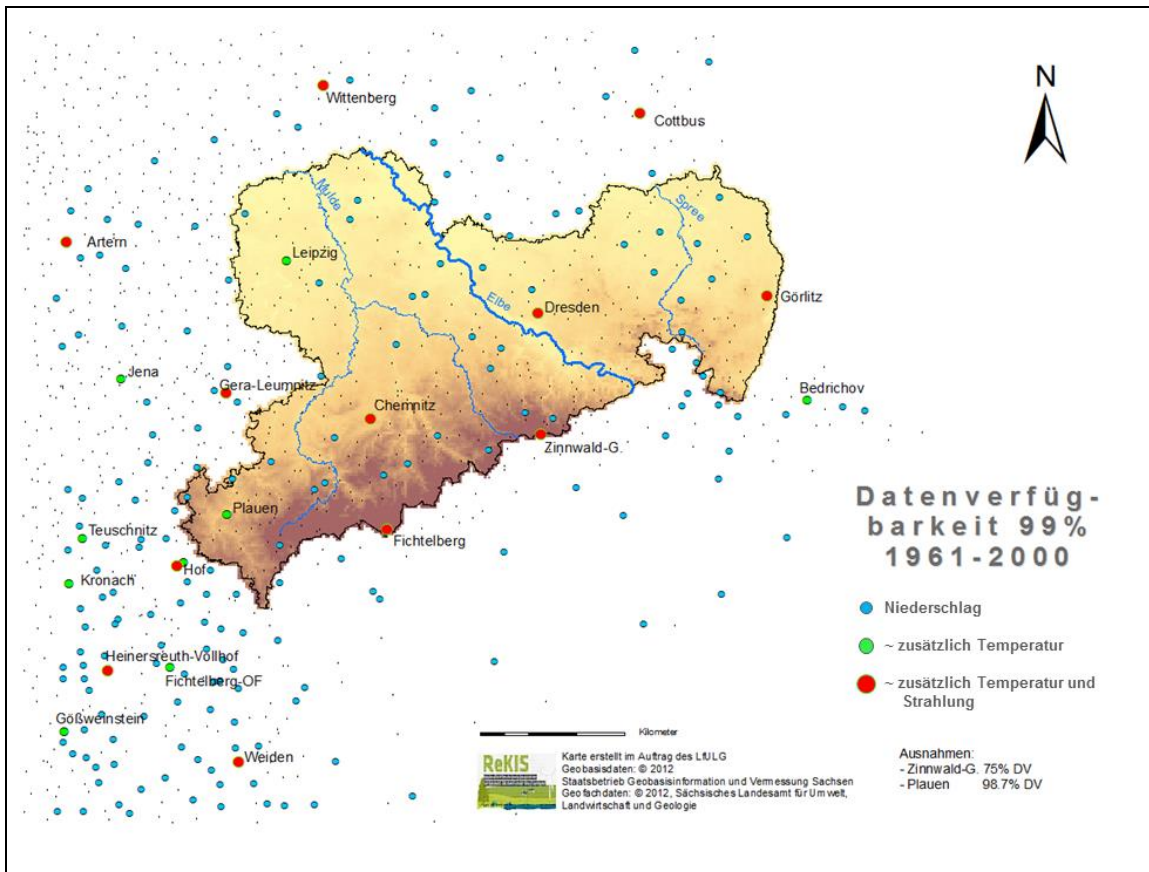 N
Wittenberg
Cottbus
Mulde
Spree
Artern
Leipzig
Elbe
Dresden
Görlitz
Jena
Gera-Leumnitz
Bedrichov
Chemnitz
Zinnwald-G.
Plauen
Teuschnitz
Fichtelberg
Hof
Kronach
Heinersreuth-Vollhof
Fichtelberg-OF
Gößweinstein
Weiden
Datenverfüg-
barkeit 99%
1961-2000
Niederschlag
~ zusätzlich Temperatur
~ zusätzlich Temperatur und
Strahlung
Ausnahmen:
- Zinnwald-G. 75% DV
- Plauen 98.7% DV
Kilometer
ReKIS
Karte erstellt im Auftrag des LfULG
Geobasisdaten: © 2012
Staatsbetrieb Geobasisinformation und Vermessung Sachsen
Geofachdaten: © 2012, Sächsisches Landesamt für Umwelt,
Landwirtschaft und Geologie